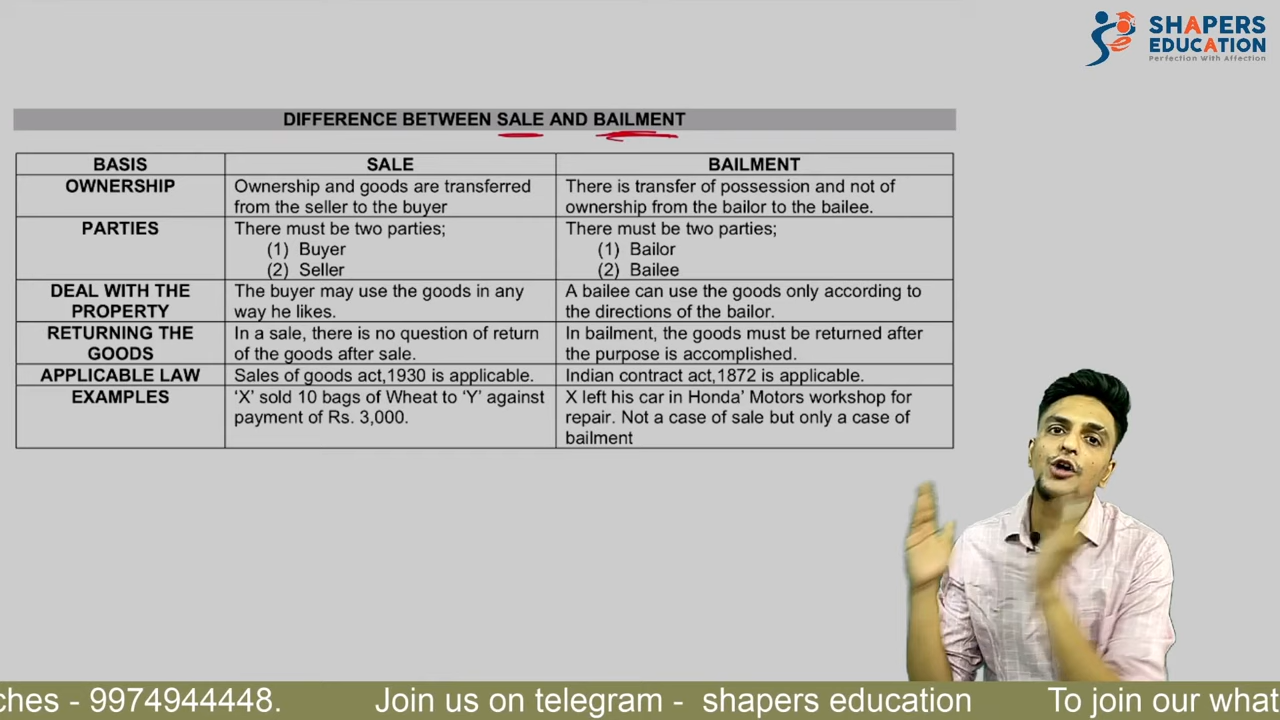 SHAPERS
EDUCATION
Perfection With Affection
DIFFERENCE BETWEEN SALE AND BAILMENT
BASIS SALE BAILMENT
OWNERSHIP
Ownership and goods are transferred
from the seller to the buyer
There is transfer of possession and not of
ownership from the bailor to the bailee.
PARTIES
There must be two parties;
(1) Buyer
(2) Seller
There must be two parties;
(1) Bailor
(2) Bailee
DEAL WITH THE
PROPERTY
The buyer may use the goods in any
way he likes.
A bailee can use the goods only according to
the directions of the bailor.
RETURNING THE
GOODS
In a sale, there is no question of return
of the goods after sale.
In bailment, the goods must be returned after
the purpose is accomplished.
APPLICABLE LAW
Sales of goods act,1930 is applicable.
Indian contract act,1872 is applicable.
EXAMPLES
‘X’ sold 10 bags of Wheat to ‘Y’ against
payment of Rs. 3,000.
X left his car in Honda’ Motors workshop for
repair. Not a case of sale but only a case of
bailment
ches - 9974944448. Join us on telegram - shapers education To join our what